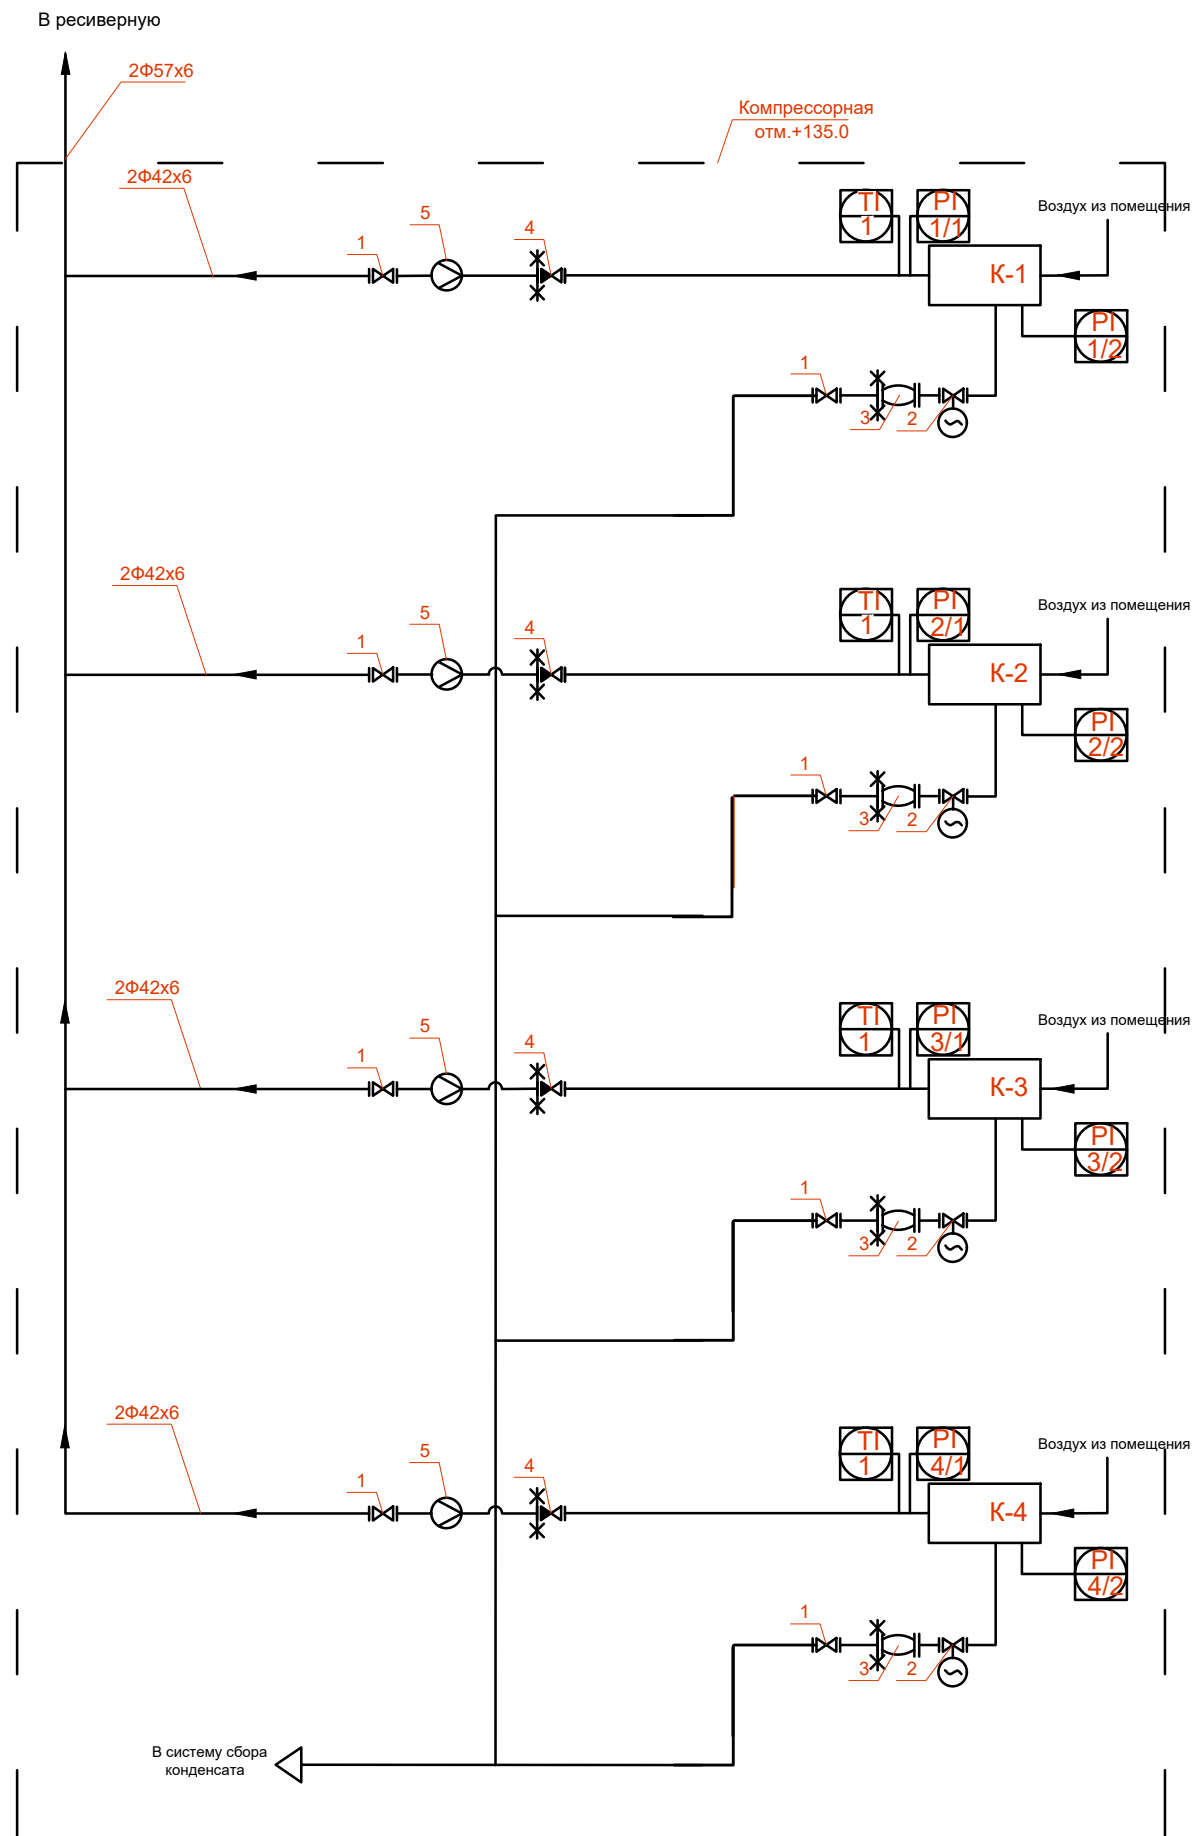 В ресиверную
2Ф57х6
Компрессорная
отм.+135.0
2Ф42х6
1
5
4
TI
1
PI
1/1
Воздух из помещения
К-1
PI
1/2
1
3
2
2Ф42х6
1
5
4
TI
1
PI
2/1
Воздух из помещения
К-2
PI
2/2
1
3
2
2Ф42х6
1
5
4
TI
1
PI
3/1
Воздух из помещения
К-3
PI
3/2
1
3
2
2Ф42х6
1
5
4
TI
1
PI
4/1
Воздух из помещения
К-4
PI
4/2
1
3
2
В систему сбора
конденсата